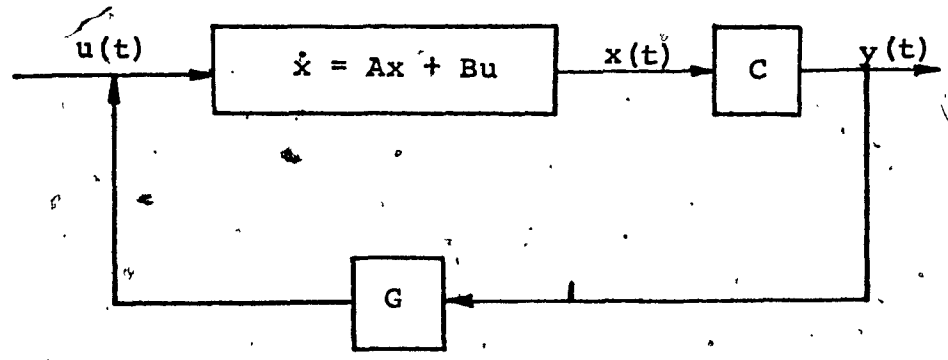 u(t)
ẋ = Ax + Bu
x(t)
C
y(t)
G